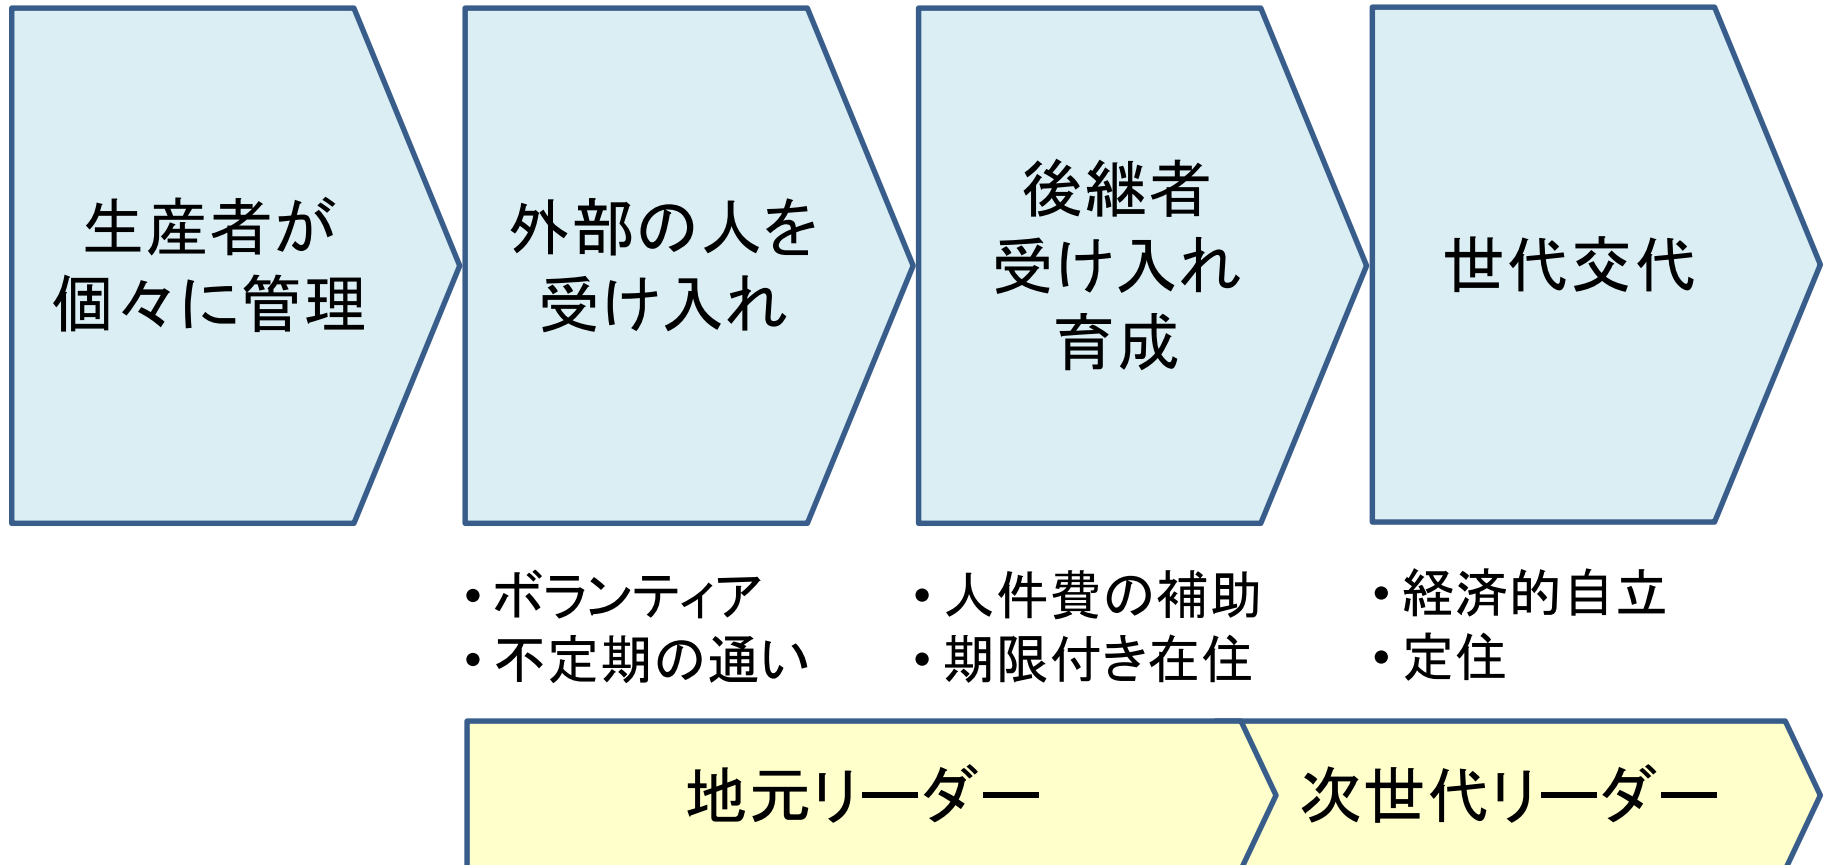 生産者が
個々に管理
外部の人を
受け入れ
後継者
受け入れ
育成
世代交代
• ボランティア
• 不定期の通い
• 人件費の補助
• 期限付き在住
• 経済的自立
• 定住
地元リーダー
次世代リーダー